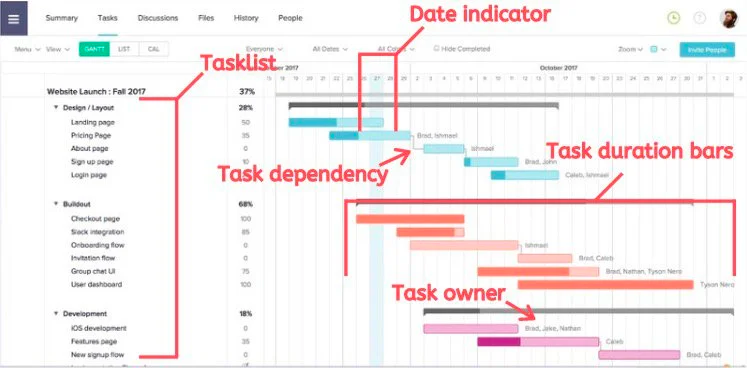 Summary Tasks Discussions Files History People
Date indicator
Menu View GANTT LIST CAL Everyone All Dates All Colors Hide Completed Zoom Invite People
Tasklist
2017 October 2017
Website Launch : Fall 2017 37%
Design / Layout 28%
Landing page 50
Pricing Page 35 Brad, Ishmael
About page 0 Ishmael
Sign up page 10 Brad, John
Login page Caleb, Ishmael
Task dependency
Task duration bars
Buildout 68%
Checkout page 100
Slack integration 85
Onboarding flow 0 Ishmael
Invitation flow 0 Brad, Caleb
Group chat UI 75 Brad, Nathan, Tyson Nero
User dashboard 100 Tyson Nero
Task owner
Development 18%
iOS development 0 Brad, Jake, Nathan
Features page 35 Caleb
New signup flow 0 Brad, Caleb